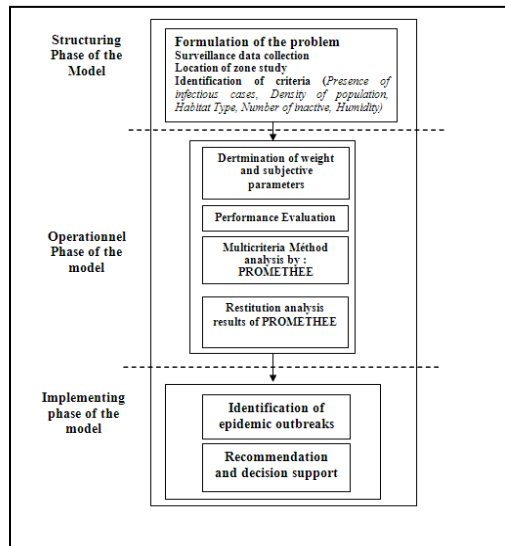 Structuring
Phase of the
Model
Formulation of the problem
Surveillance data collection
Location of zone study
Identification of criteria (Presence of
infectious cases, Density of population,
Habitat Type, Number of inactive, Humidity)
Operationnel
Phase of the
model
Dertmination of weight
and subjective
parameters
Performance Evaluation
Multicriteria Méthod
analysis by :
PROMETHEE
Restitution analysis
results of PROMETHEE
Implementing
phase of the
model
Identification of
epidemic outbreaks
Recommendation
and decision support